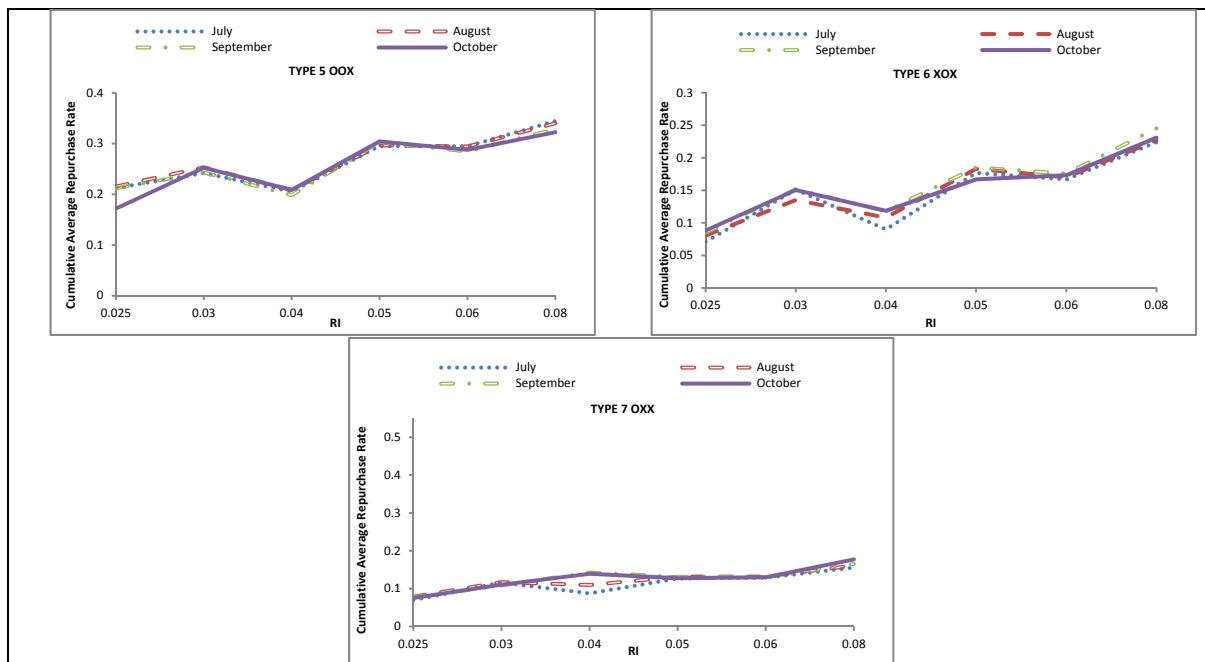 July August
September October
TYPE 5 OOX
Cumulative Average Repurchase Rate
0.4
0.3
0.2
0.1
0
0.025 0.03 0.04 0.05 0.06 0.08
RI
July August
September October
TYPE 6 XOX
Cumulative Average Repurchase Rate
0.3
0.25
0.2
0.15
0.1
0.05
0
0.025 0.03 0.04 0.05 0.06 0.08
RI
July August
September October
TYPE 7 OXX
Cumulative Average Repurchase Rate
0.5
0.4
0.3
0.2
0.1
0
0.025 0.03 0.04 0.05 0.06 0.08
RI